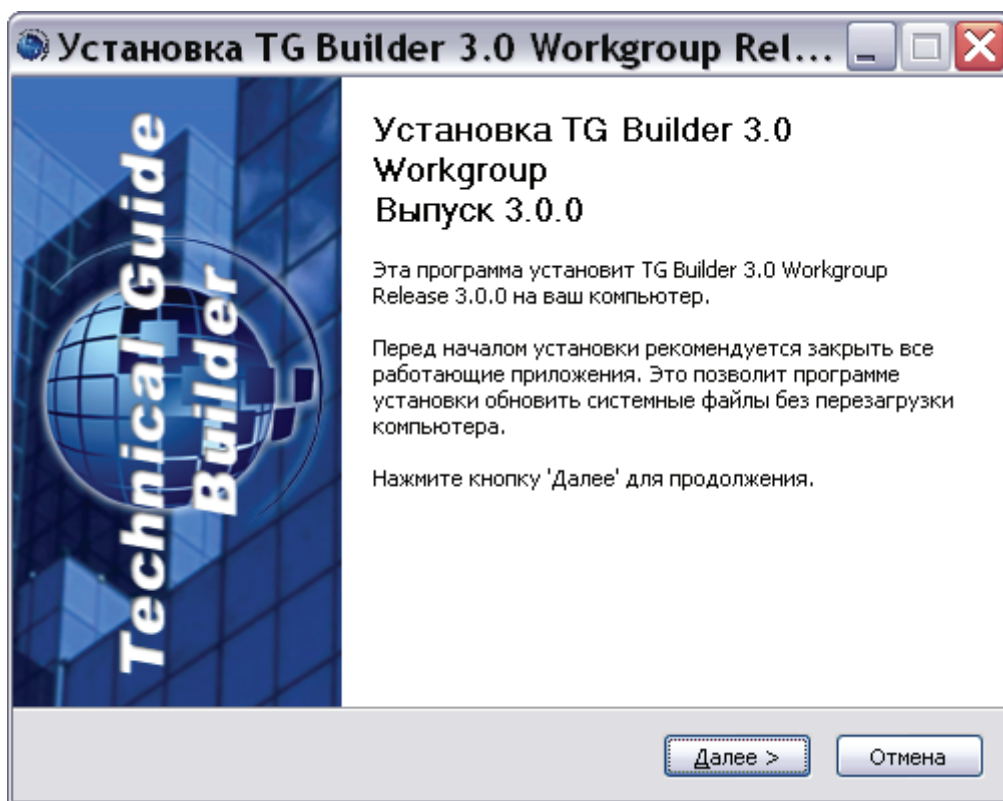 Установка TG Builder 3.0 Workgroup Rel...
Technical Guide
Builder
Установка TG Builder 3.0
Workgroup
Выпуск 3.0.0
Эта программа установит TG Builder 3.0 Workgroup
Release 3.0.0 на ваш компьютер.
Перед началом установки рекомендуется закрыть все
работающие приложения. Это позволит программе
установки обновить системные файлы без перезагрузки
компьютера.
Нажмите кнопку 'Далее' для продолжения.
Далее >
Отмена